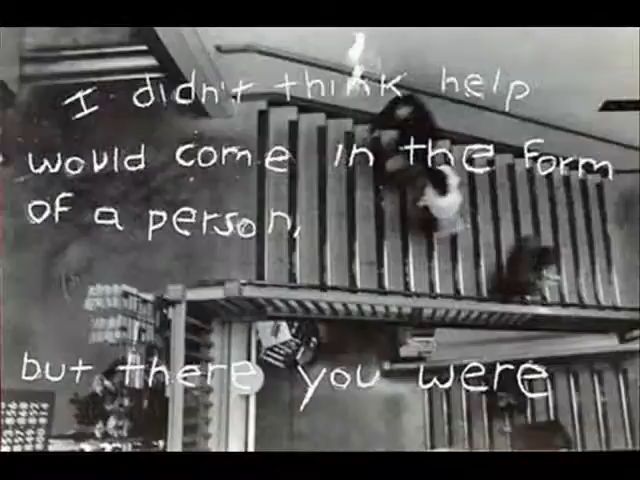 I didn't think help
would come in the form
of a person,
but there you were